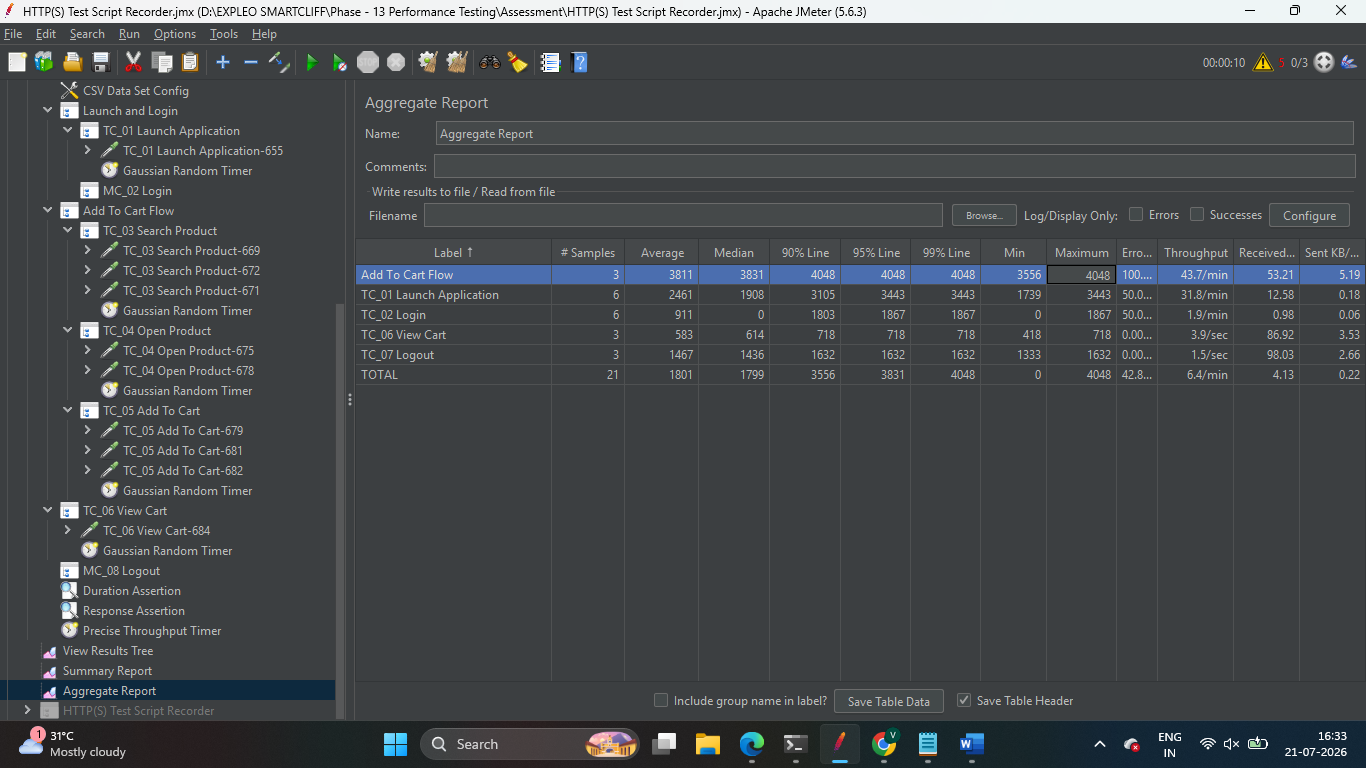 HTTP(S) Test Script Recorder.jmx (D:\EXPLEO SMARTCLIFF\Phase - 13 Performance Testing\Assessment\HTTP(S) Test Script Recorder.jmx) - Apache JMeter (5.6.3)
File Edit Search Run Options Tools Help
STOP
00:00:10 5 0/3
CSV Data Set Config
Launch and Login
TC_01 Launch Application
TC_01 Launch Application-655
Gaussian Random Timer
MC_02 Login
Add To Cart Flow
TC_03 Search Product
TC_03 Search Product-669
TC_03 Search Product-672
TC_03 Search Product-671
Gaussian Random Timer
TC_04 Open Product
TC_04 Open Product-675
TC_04 Open Product-678
Gaussian Random Timer
TC_05 Add To Cart
TC_05 Add To Cart-679
TC_05 Add To Cart-681
TC_05 Add To Cart-682
Gaussian Random Timer
TC_06 View Cart
TC_06 View Cart-684
Gaussian Random Timer
MC_08 Logout
Duration Assertion
Response Assertion
Precise Throughput Timer
View Results Tree
Summary Report
Aggregate Report
HTTP(S) Test Script Recorder
Aggregate Report
Name: Aggregate Report
Comments:
Write results to file / Read from file
Filename Browse... Log/Display Only: Errors Successes Configure
Label ↑ # Samples Average Median 90% Line 95% Line 99% Line Min Maximum Erro... Throughput Received... Sent KB/...
Add To Cart Flow 3 3811 3831 4048 4048 4048 3556 4048 100.... 43.7/min 53.21 5.19
TC_01 Launch Application 6 2461 1908 3105 3443 3443 1739 3443 50.0... 31.8/min 12.58 0.18
TC_02 Login 6 911 0 1803 1867 1867 0 1867 50.0... 1.9/min 0.98 0.06
TC_06 View Cart 3 583 614 718 718 718 418 718 0.00... 3.9/sec 86.92 3.53
TC_07 Logout 3 1467 1436 1632 1632 1632 1333 1632 0.00... 1.5/sec 98.03 2.66
TOTAL 21 1801 1799 3556 3831 4048 0 4048 42.8... 6.4/min 4.13 0.22
Include group name in label? Save Table Data Save Table Header
1 31°C
Mostly cloudy
Search
V
ENG
IN
16:33
21-07-2026